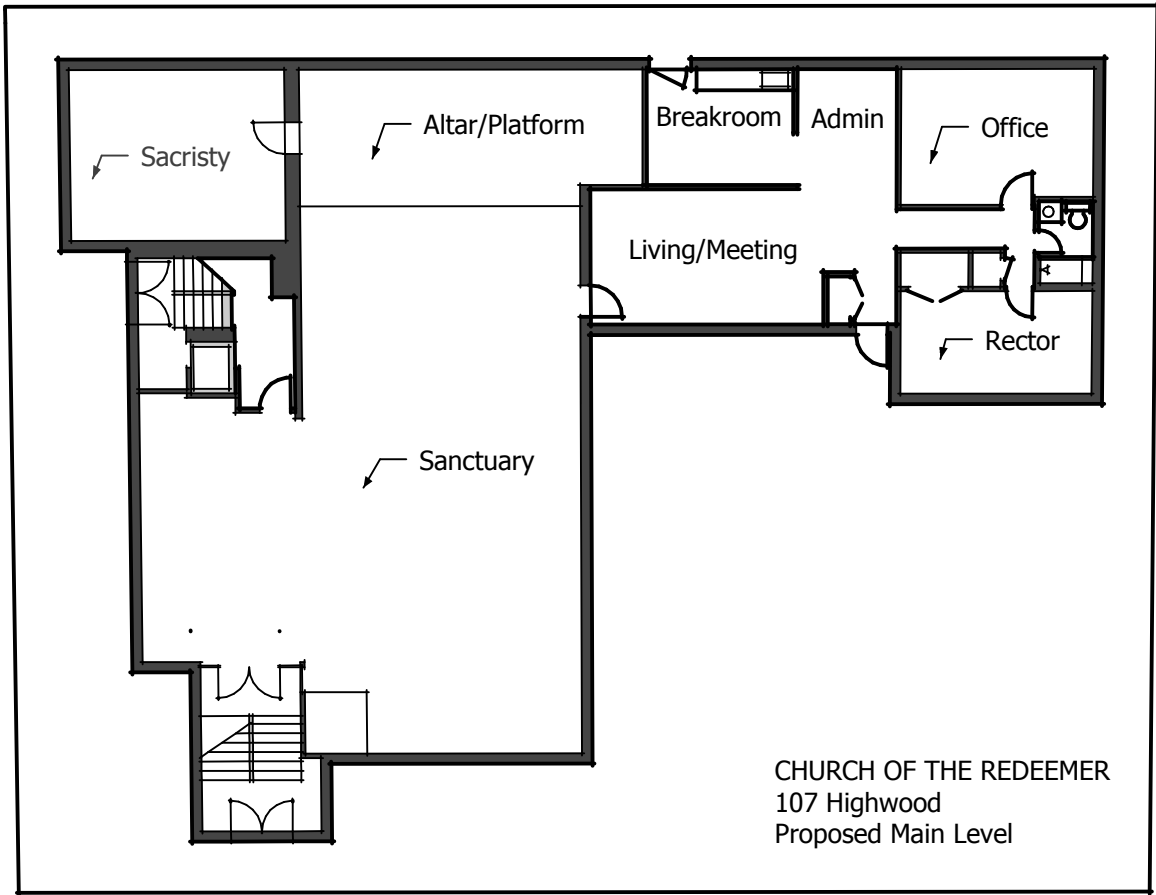 Sacristy
Altar/Platform
Breakroom
Admin
Office
Living/Meeting
Rector
Sanctuary
CHURCH OF THE REDEEMER
107 Highwood
Proposed Main Level